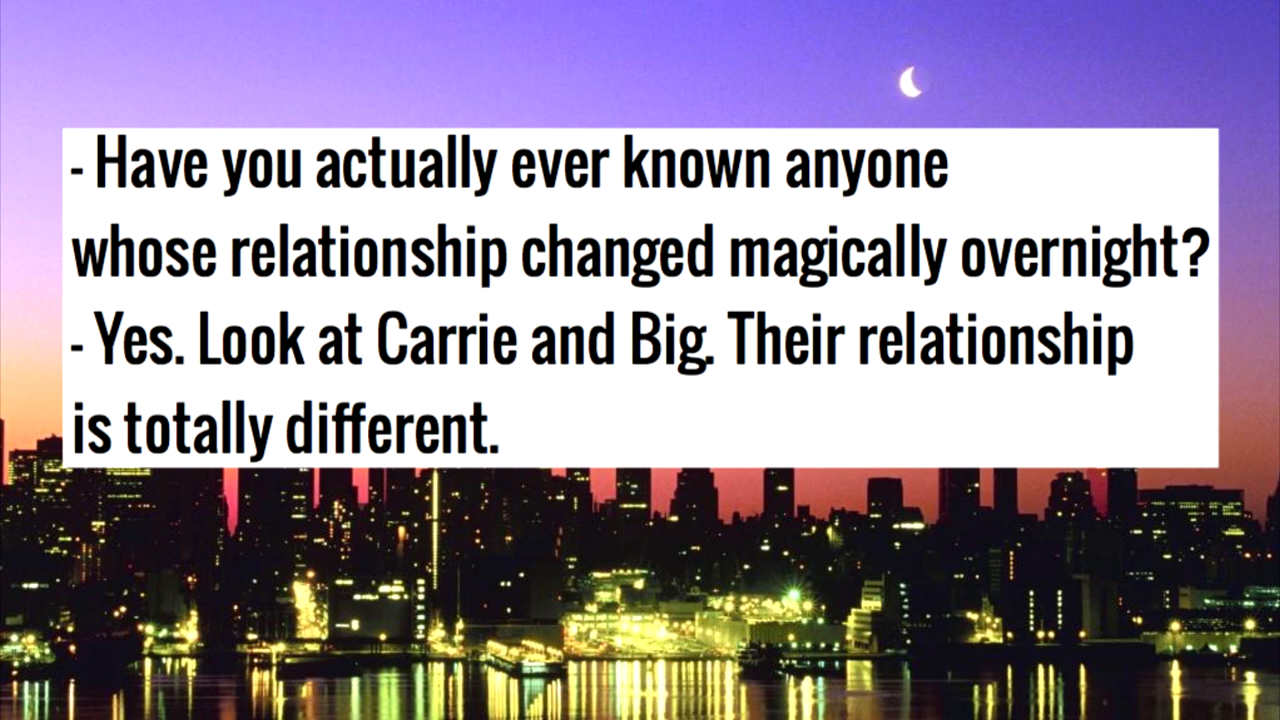 - Have you actually ever known anyone
whose relationship changed magically overnight?
- Yes. Look at Carrie and Big. Their relationship
is totally different.